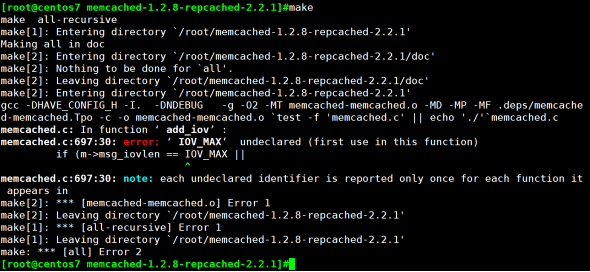 [root@centos7 memcached-1.2.8-repcached-2.2.1]#make
make  all-recursive
make[1]: Entering directory `/root/memcached-1.2.8-repcached-2.2.1'
Making all in doc
make[2]: Entering directory `/root/memcached-1.2.8-repcached-2.2.1/doc'
make[2]: Nothing to be done for `all'.
make[2]: Leaving directory `/root/memcached-1.2.8-repcached-2.2.1/doc'
make[2]: Entering directory `/root/memcached-1.2.8-repcached-2.2.1'
gcc -DHAVE_CONFIG_H -I.  -DNDEBUG   -g -O2 -MT memcached-memcached.o -MD -MP -MF .deps/memcache
d-memcached.Tpo -c -o memcached-memcached.o `test -f 'memcached.c' || echo './'`memcached.c
memcached.c: In function ‘ add_iov’ :
memcached.c:697:30: error: ‘ IOV_MAX’  undeclared (first use in this function)
         if (m->msg_iovlen == IOV_MAX ||
                              ^
memcached.c:697:30: note: each undeclared identifier is reported only once for each function it
 appears in
make[2]: *** [memcached-memcached.o] Error 1
make[2]: Leaving directory `/root/memcached-1.2.8-repcached-2.2.1'
make[1]: *** [all-recursive] Error 1
make[1]: Leaving directory `/root/memcached-1.2.8-repcached-2.2.1'
make: *** [all] Error 2
[root@centos7 memcached-1.2.8-repcached-2.2.1]#